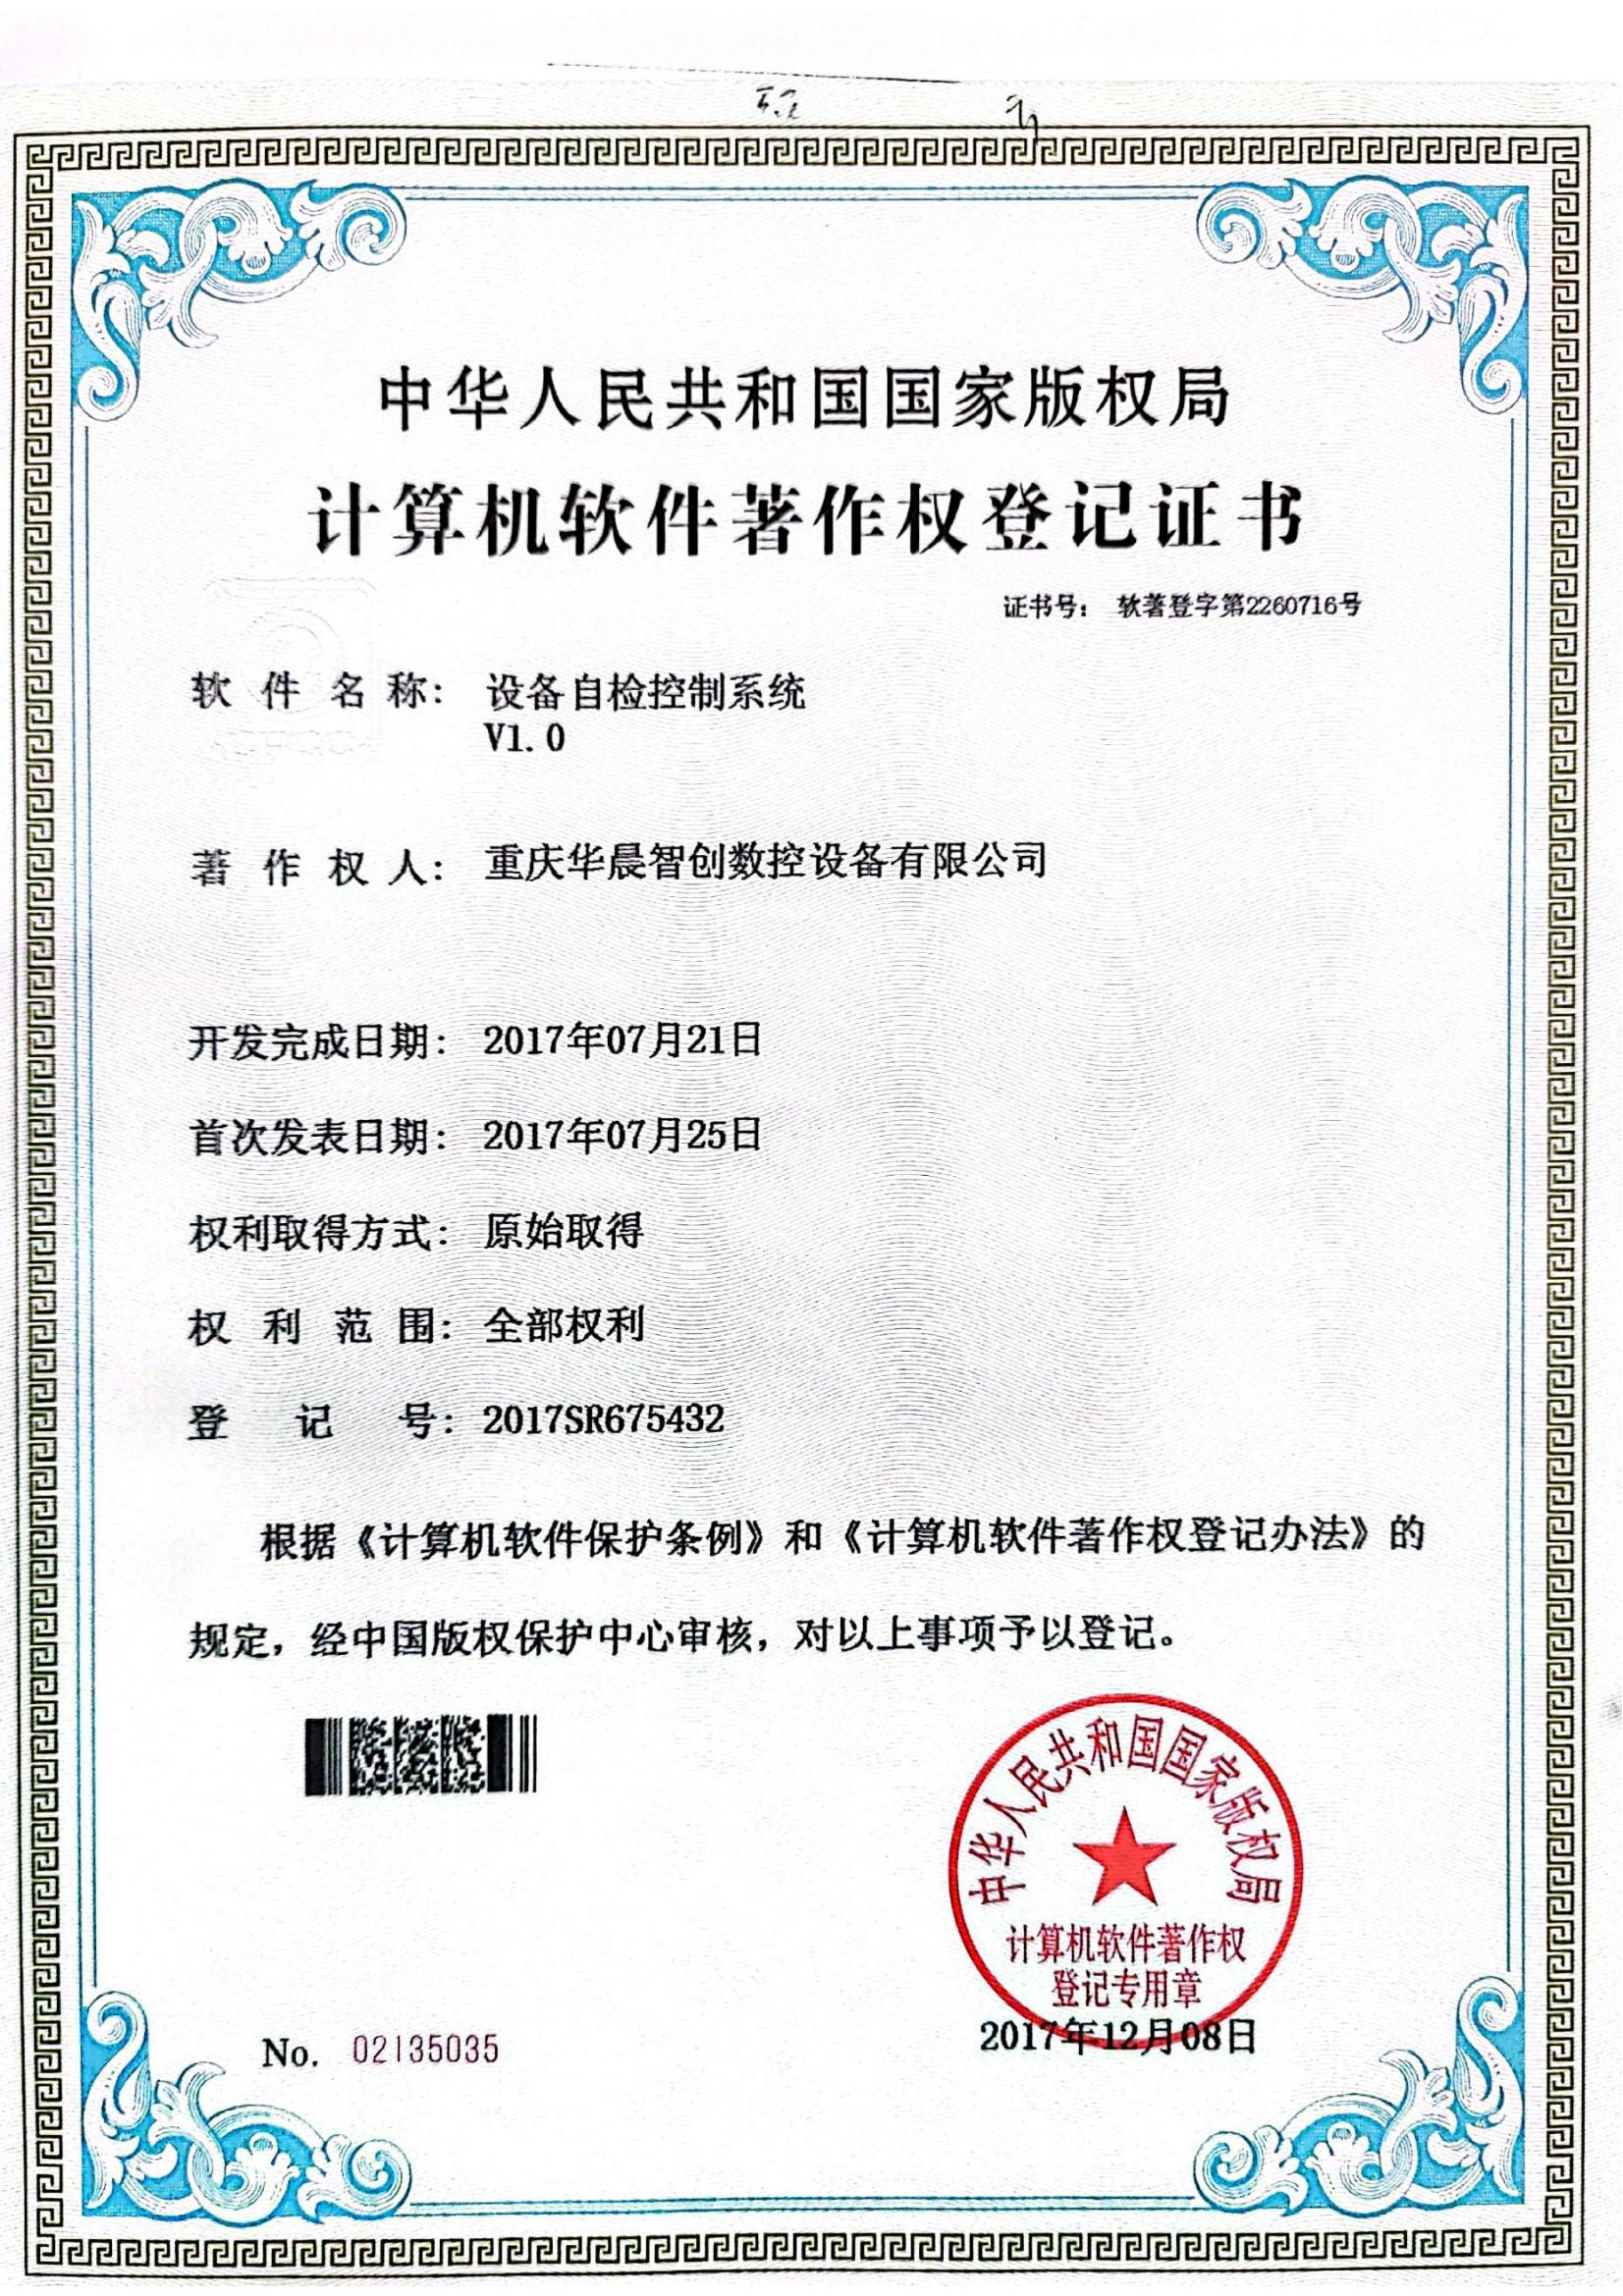 中华人民共和国国家版权局
计算机软件著作权登记证书
证书号： 软著登字第2260716号
软件名称： 设备自检控制系统
V1.0
著作权人： 重庆华晨智创数控设备有限公司
开发完成日期： 2017年07月21日
首次发表日期： 2017年07月25日
权利取得方式： 原始取得
权利范围： 全部权利
登记号： 2017SR675432
根据《计算机软件保护条例》和《计算机软件著作权登记办法》的
规定，经中国版权保护中心审核，对以上事项予以登记。
中华人民共和国国家版权局
计算机软件著作权
登记专用章
No. 02135035
2017年12月08日